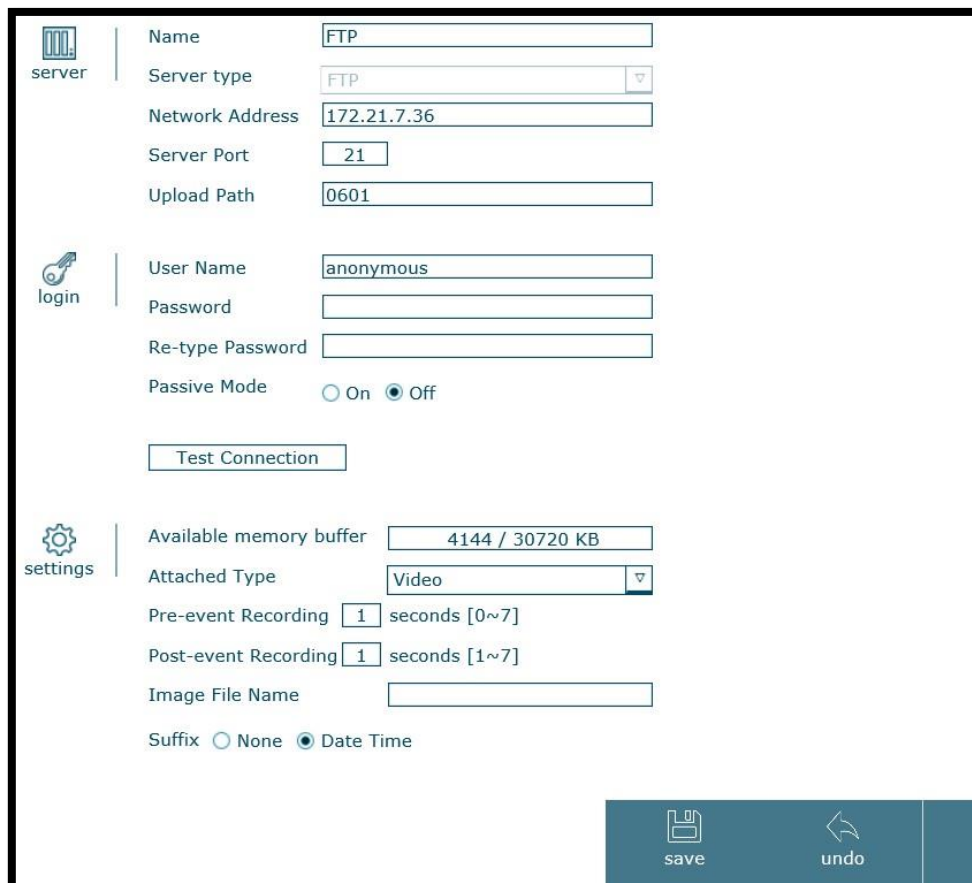 server
Name FTP
Server type FTP
Network Address 172.21.7.36
Server Port 21
Upload Path 0601
login
User Name anonymous
Password
Re-type Password
Passive Mode On Off
Test Connection
settings
Available memory buffer 4144 / 30720 KB
Attached Type Video
Pre-event Recording 1 seconds [0~7]
Post-event Recording 1 seconds [1~7]
Image File Name
Suffix None Date Time
save undo